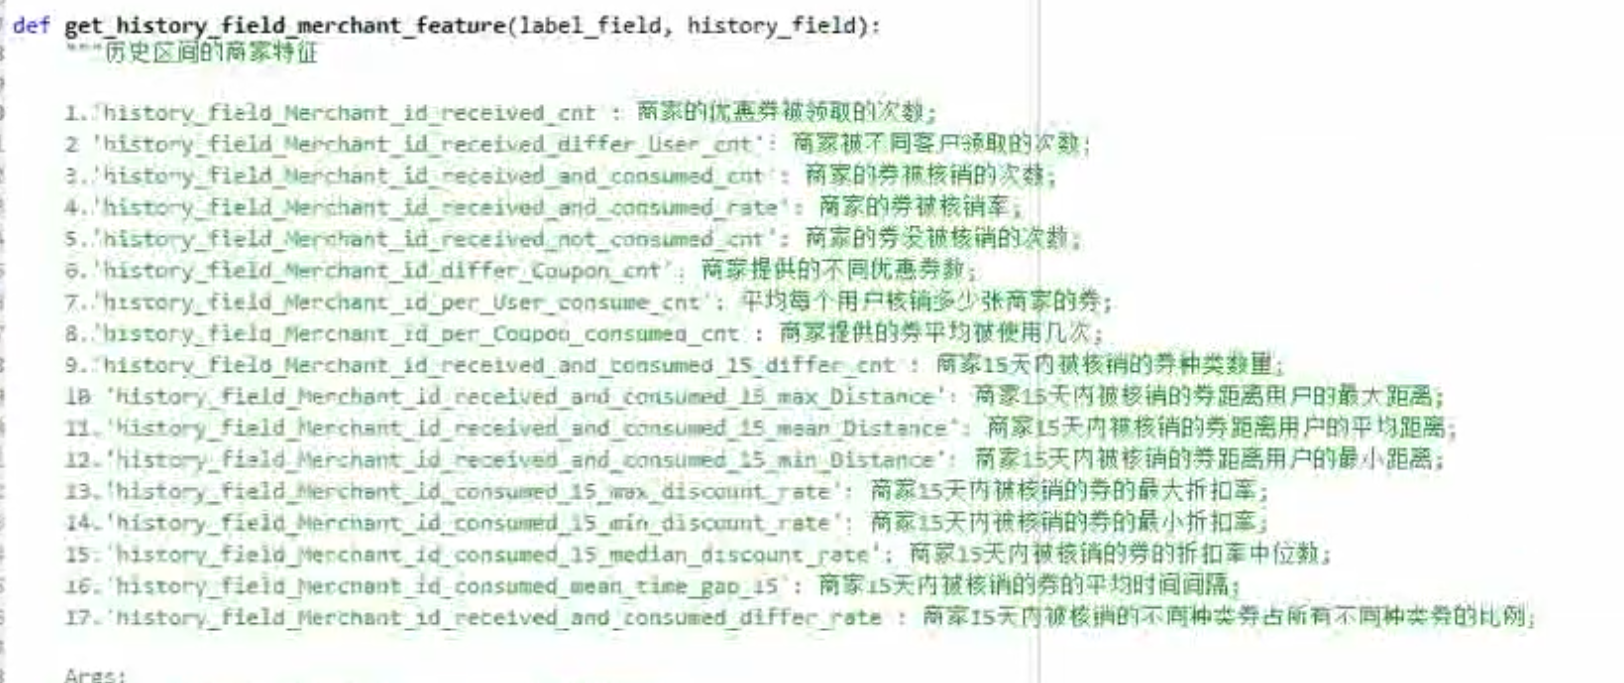 def get_history_field_merchant_feature(label_field, history_field):
"""历史区间的商家特征
1.'history_field_Merchant_id_received_cnt': 商家的优惠券被领取的次数;
2 'history_field_Merchant_id_received_differ_User_cnt': 商家被不同客户领取的次数;
3.'history_field_Merchant_id_received_and_consumed_cnt': 商家的券被核销的次数;
4.'history_field_Merchant_id_received_and_consumed_rate': 商家的券被核销率;
5.'history_field_Merchant_id_received_not_consumed_cnt': 商家的券没被核销的次数;
6.'history_field_Merchant_id_differ_Coupon_cnt': 商家提供的不同优惠券数;
7.'history_field_Merchant_id_per_User_consume_cnt': 平均每个用户核销多少张商家的券;
8.'history_field_Merchant_id_per_Coupon_consumed_cnt': 商家提供的券平均被使用几次;
9.'history_field_Merchant_id_received_and_consumed_15_differ_cnt': 商家15天内被核销的券种类数量;
10 'history_field_Merchant_id_received_and_consumed_15_max_Distance': 商家15天内被核销的券距离用户的最大距离;
11.'history_field_Merchant_id_received_and_consumed_15_mean_Distance': 商家15天内被核销的券距离用户的平均距离;
12.'history_field_Merchant_id_received_and_consumed_15_min_Distance': 商家15天内被核销的券距离用户的最小距离;
13.'history_field_Merchant_id_consumed_15_max_discount_rate': 商家15天内被核销的券的最大折扣率;
14.'history_field_Merchant_id_consumed_15_min_discount_rate': 商家15天内被核销的券的最小折扣率;
15.'history_field_Merchant_id_consumed_15_median_discount_rate': 商家15天内被核销的券的折扣率中位数;
16.'history_field_Merchant_id_consumed_mean_time_gap_15': 商家15天内被核销的券的平均时间间隔;
17.'history_field_Merchant_id_received_and_consumed_differ_rate': 商家15天内被核销的不同种类券占所有不同种类券的比例;
Args: